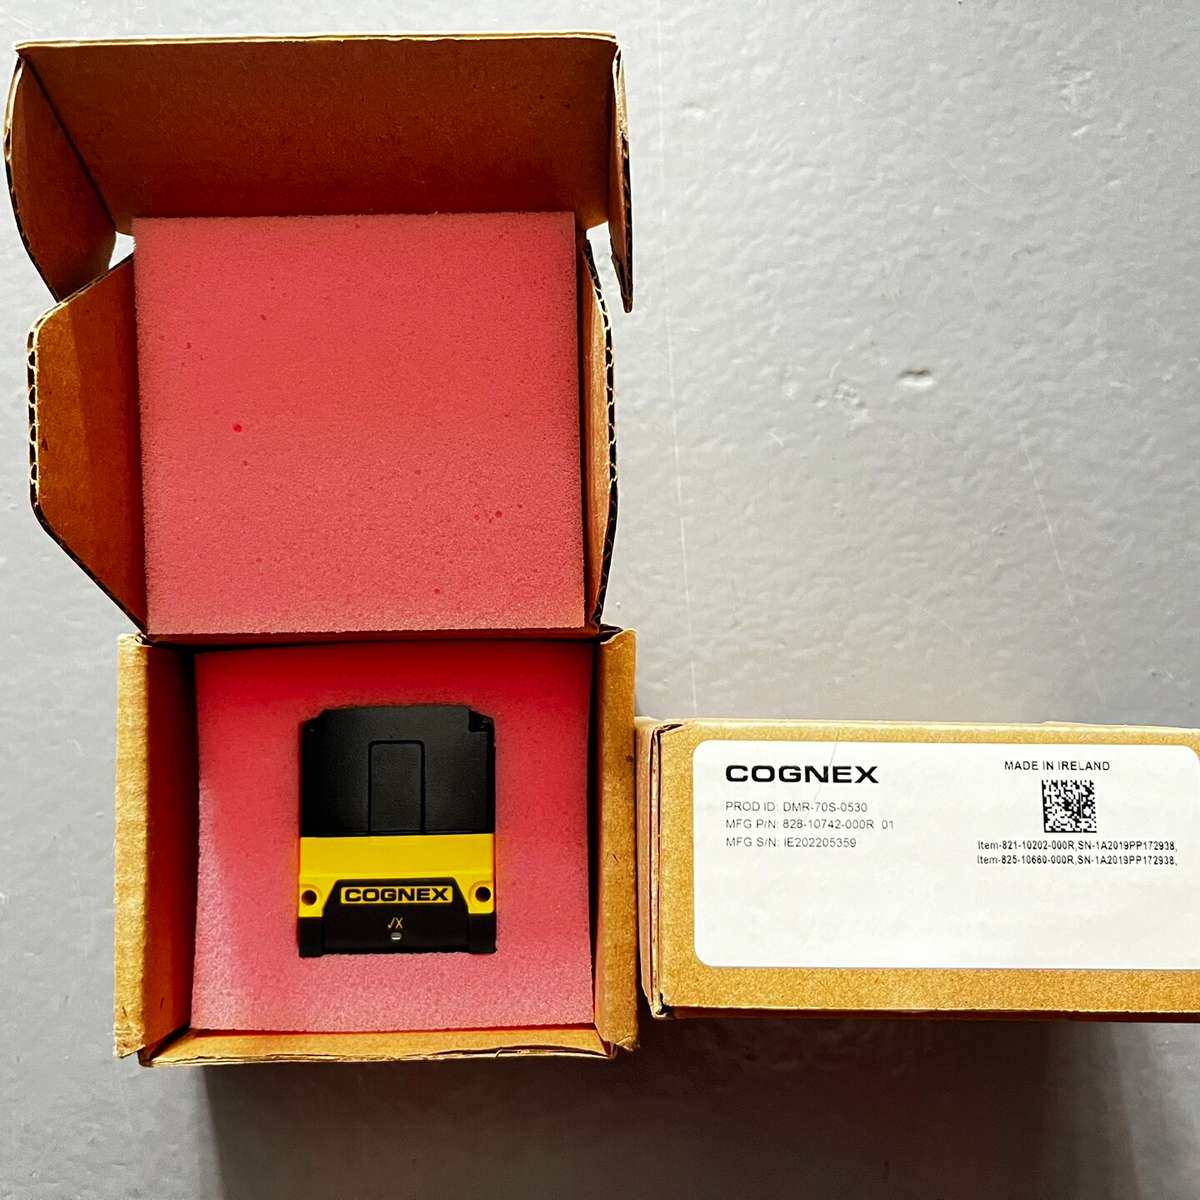 COGNEX
√X
COGNEX
PROD ID: DMR-70S-0530
MFG P/N: 828-10742-000R 01
MFG S/N: IE202205359
MADE IN IRELAND
Item-821-10202-000R,SN-1A2019PP172938,
Item-825-10680-000R,SN-1A2019PP172938,